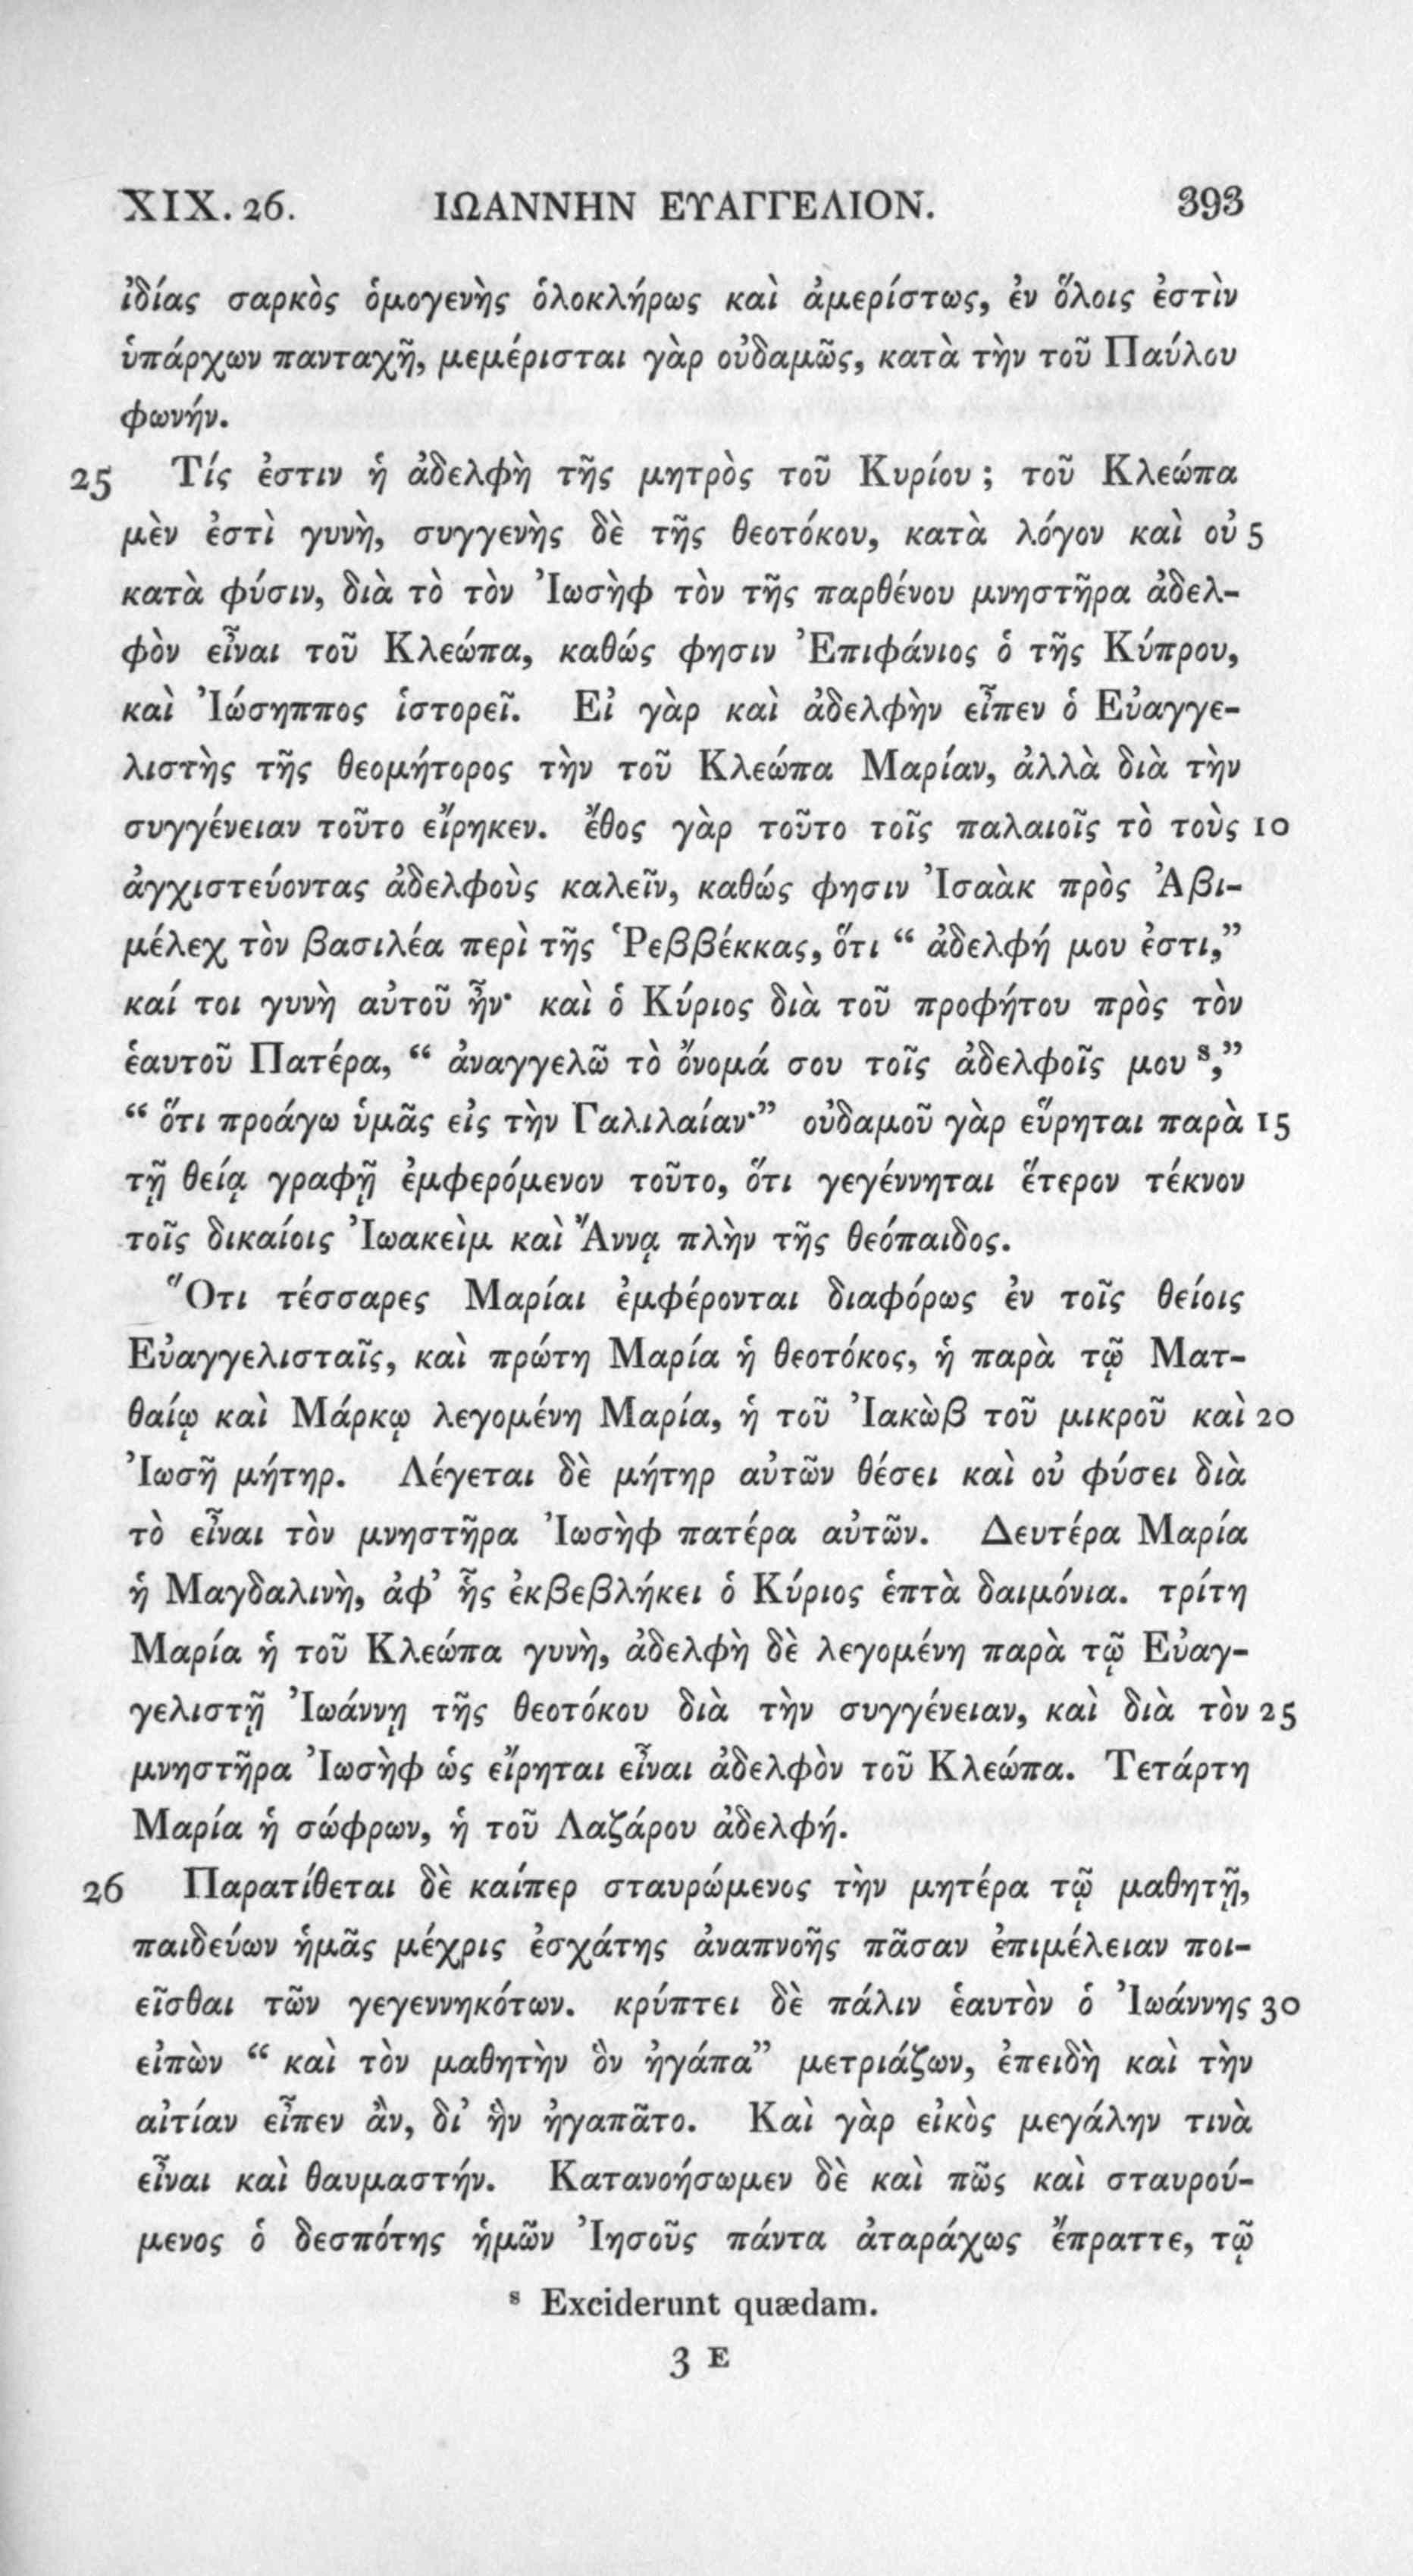 XIX. 26. ΙΩΑΝΝΗΝ ΕΥΑΓΓΕΛΙΟΝ. 393
ἰδίας σαρκὸς ὁμογενὴς ὁλοκλήρως καὶ ἀμερίστως, ἐν ὅλοις ἐστὶν
ὑπάρχων πανταχῆ, μεμέρισται γὰρ οὐδαμῶς, κατὰ τὴν τοῦ Παύλου
φωνήν.
25 Τίς ἐστιν ἡ ἀδελφὴ τῆς μητρὸς τοῦ Κυρίου; τοῦ Κλεώπα
μὲν ἐστὶ γυνὴ, συγγενὴς δὲ τῆς θεοτόκου, κατὰ λόγον καὶ οὐ 5
κατὰ φύσιν, διὰ τὸ τὸν Ἰωσὴφ τὸν τῆς παρθένου μνηστῆρα ἀδελ-
φὸν εἶναι τοῦ Κλεώπα, καθώς φησιν Ἐπιφάνιος ὁ τῆς Κύπρου,
καὶ Ἰώσηππος ἱστορεῖ. Εἰ γὰρ καὶ ἀδελφὴν εἶπεν ὁ Εὐαγγε-
λιστὴς τῆς θεομήτορος τὴν τοῦ Κλεώπα Μαρίαν, ἀλλὰ διὰ τὴν
συγγένειαν τοῦτο εἴρηκεν. ἔθος γὰρ τοῦτο τοῖς παλαιοῖς τὸ τοὺς 10
ἀγχιστεύοντας ἀδελφοὺς καλεῖν, καθώς φησιν Ἰσαὰκ πρὸς Ἀβι-
μέλεχ τὸν βασιλέα περὶ τῆς Ῥεββέκκας, ὅτι “ ἀδελφή μου ἐστι,”
καί τοι γυνὴ αὐτοῦ ἦν· καὶ ὁ Κύριος διὰ τοῦ προφήτου πρὸς τὸν
ἑαυτοῦ Πατέρα, “ ἀναγγελῶ τὸ ὄνομά σου τοῖς ἀδελφοῖς μου ˢ,”
“ ὅτι προάγω ὑμᾶς εἰς τὴν Γαλιλαίαν·” οὐδαμοῦ γὰρ εὕρηται παρὰ 15
τῇ θείᾳ γραφῇ ἐμφερόμενον τοῦτο, ὅτι γεγέννηται ἕτερον τέκνον
τοῖς δικαίοις Ἰωακεὶμ καὶ Ἄννᾳ πλὴν τῆς θεόπαιδος.
Ὅτι τέσσαρες Μαρίαι ἐμφέρονται διαφόρως ἐν τοῖς θείοις
Εὐαγγελισταῖς, καὶ πρώτη Μαρία ἡ θεοτόκος, ἡ παρὰ τῷ Ματ-
θαίῳ καὶ Μάρκῳ λεγομένη Μαρία, ἡ τοῦ Ἰακὼβ τοῦ μικροῦ καὶ 20
Ἰωσῆ μήτηρ. Λέγεται δὲ μήτηρ αὐτῶν θέσει καὶ οὐ φύσει διὰ
τὸ εἶναι τὸν μνηστῆρα Ἰωσὴφ πατέρα αὐτῶν. Δευτέρα Μαρία
ἡ Μαγδαλινὴ, ἀφ’ ἧς ἐκβεβλήκει ὁ Κύριος ἑπτὰ δαιμόνια. τρίτη
Μαρία ἡ τοῦ Κλεώπα γυνὴ, ἀδελφὴ δὲ λεγομένη παρὰ τῷ Εὐαγ-
γελιστῇ Ἰωάννῃ τῆς θεοτόκου διὰ τὴν συγγένειαν, καὶ διὰ τὸν 25
μνηστῆρα Ἰωσὴφ ὡς εἴρηται εἶναι ἀδελφὸν τοῦ Κλεώπα. Τετάρτη
Μαρία ἡ σώφρων, ἡ τοῦ Λαζάρου ἀδελφή.
26 Παρατίθεται δὲ καίπερ σταυρώμενος τὴν μητέρα τῷ μαθητῇ,
παιδεύων ἡμᾶς μέχρις ἐσχάτης ἀναπνοῆς πᾶσαν ἐπιμέλειαν ποι-
εῖσθαι τῶν γεγεννηκότων. κρύπτει δὲ πάλιν ἑαυτὸν ὁ Ἰωάννης 30
εἰπὼν “ καὶ τὸν μαθητὴν ὃν ἠγάπα” μετριάζων, ἐπειδὴ καὶ τὴν
αἰτίαν εἶπεν ἂν, δι’ ἣν ἠγαπᾶτο. Καὶ γὰρ εἰκὸς μεγάλην τινὰ
εἶναι καὶ θαυμαστήν. Κατανοήσωμεν δὲ καὶ πῶς καὶ σταυρού-
μενος ὁ δεσπότης ἡμῶν Ἰησοῦς πάντα ἀταράχως ἔπραττε, τῷ
ˢ Exciderunt quædam.
3 E